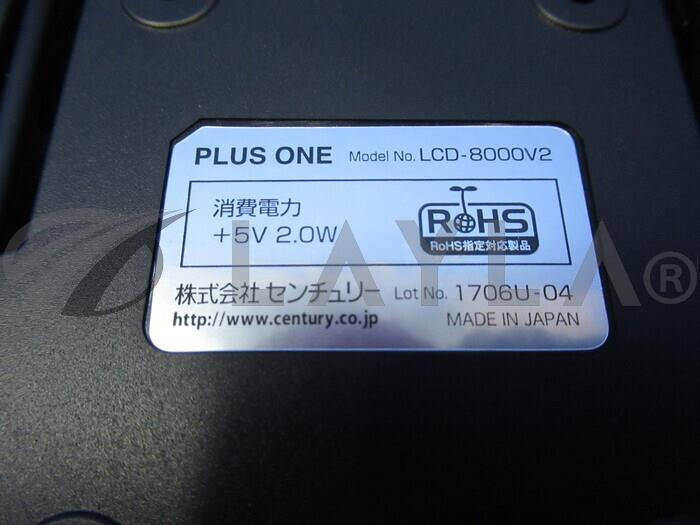 PLUS ONE Model No. LCD-8000V2
消費電力
+5V 2.0W
RoHS
RoHS指定対応製品
株式会社 センチュリー Lot No. 1706U-04
http://www.century.co.jp MADE IN JAPAN
LAYLA®